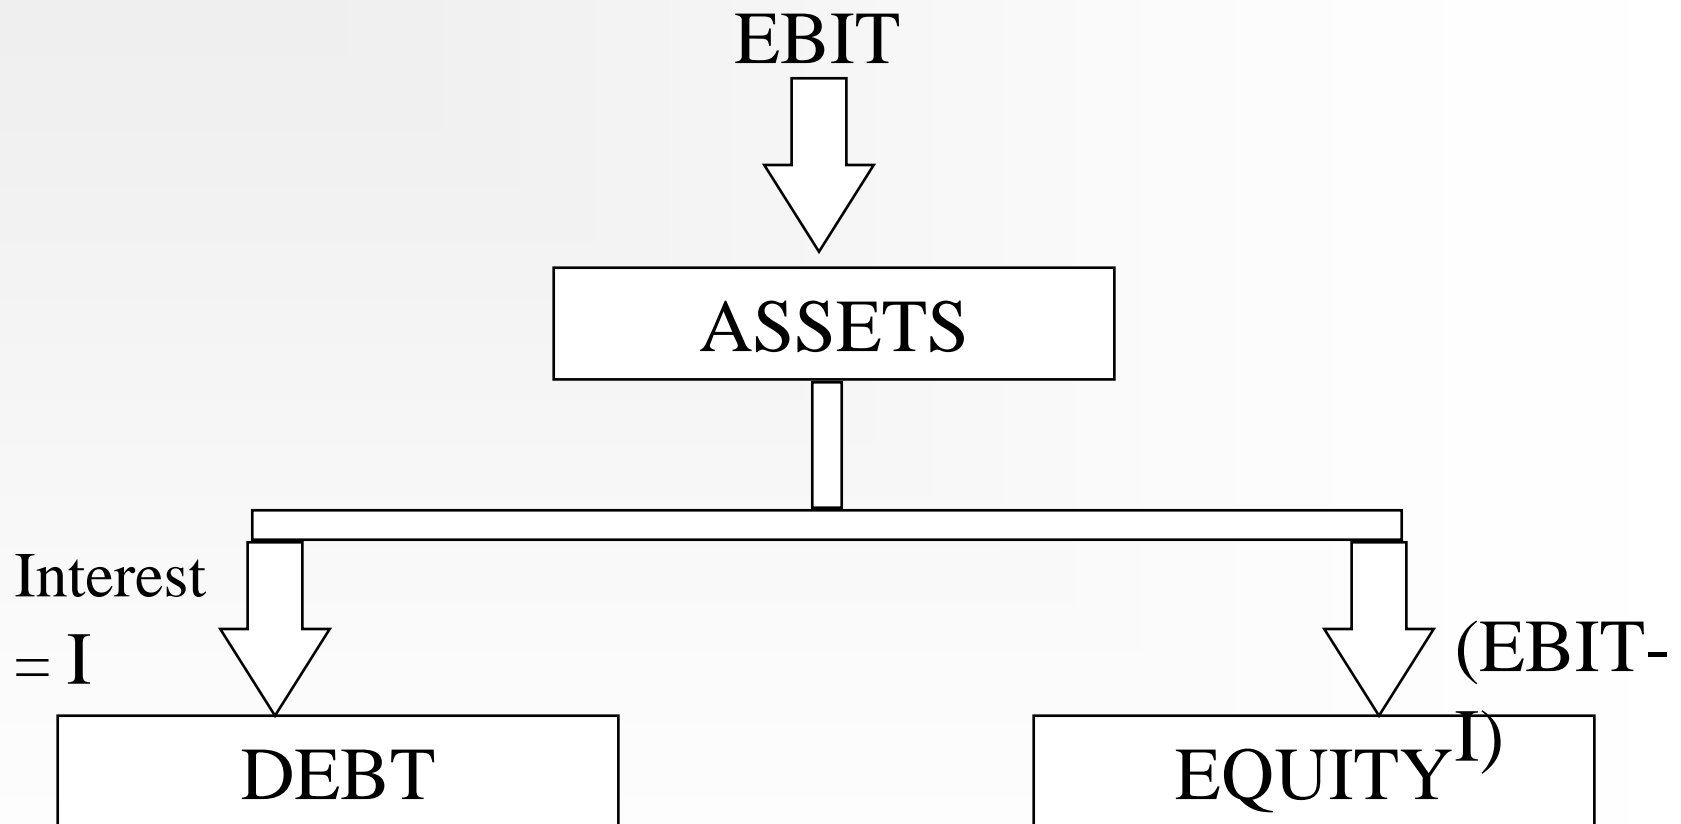 EBIT
ASSETS
Interest
= I
(EBIT-
I)
DEBT
EQUITY